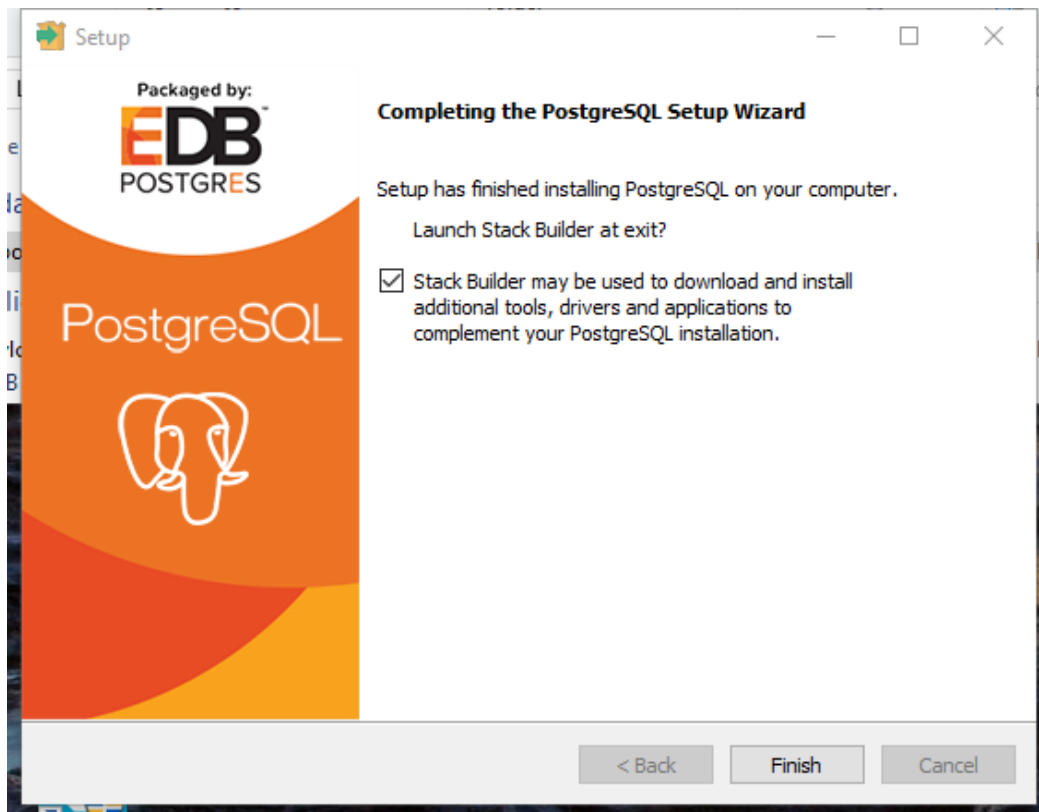 Setup
Packaged by:
EDB
POSTGRES
PostgreSQL
Completing the PostgreSQL Setup Wizard
Setup has finished installing PostgreSQL on your computer.
Launch Stack Builder at exit?
Stack Builder may be used to download and install
additional tools, drivers and applications to
complement your PostgreSQL installation.
< Back
Finish
Cancel